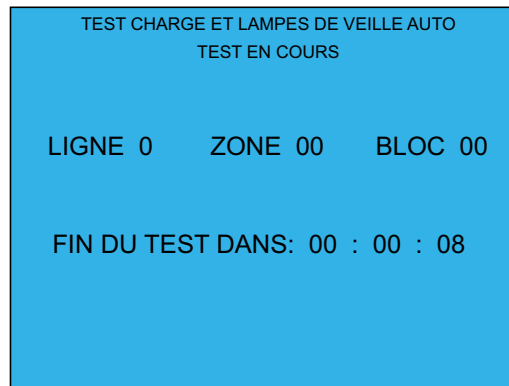 TEST CHARGE ET LAMPES DE VEILLE AUTO
TEST EN COURS
LIGNE 0 ZONE 00 BLOC 00
FIN DU TEST DANS: 00 : 00 : 08